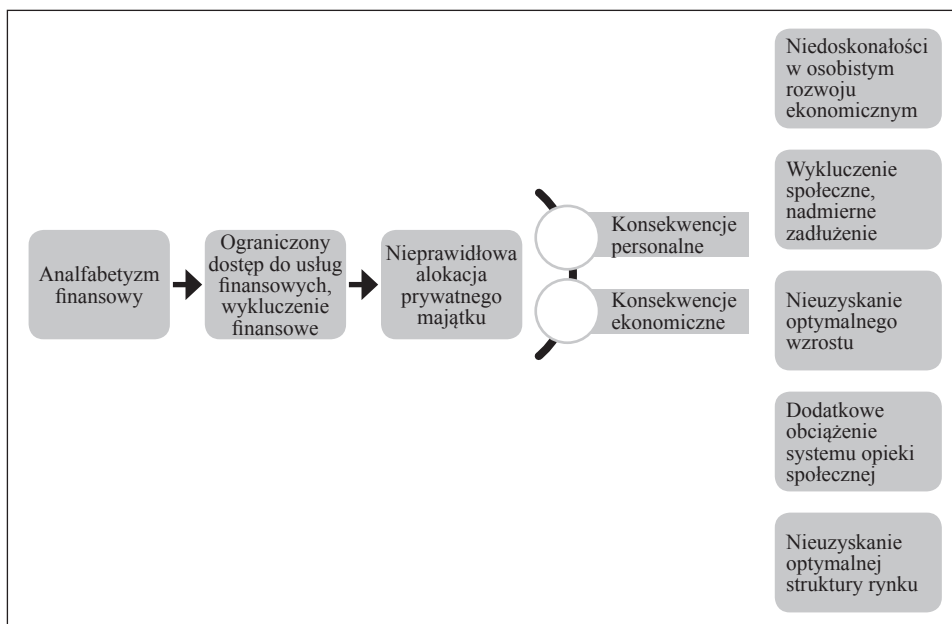 Analfabetyzm
finansowy
Ograniczony
dostęp do usług
finansowych,
wykluczenie
finansowe
Nieprawidłowa
alokacja
prywatnego
majątku
Konsekwencje
personalne
Konsekwencje
ekonomiczne
Niedoskonałości
w osobistym
rozwoju
ekonomicznym
Wykluczenie
społeczne,
nadmierne
zadłużenie
Nieuzyskanie
optymalnego
wzrostu
Dodatkowe
obciążenie
systemu opieki
społecznej
Nieuzyskanie
optymalnej
struktury rynku